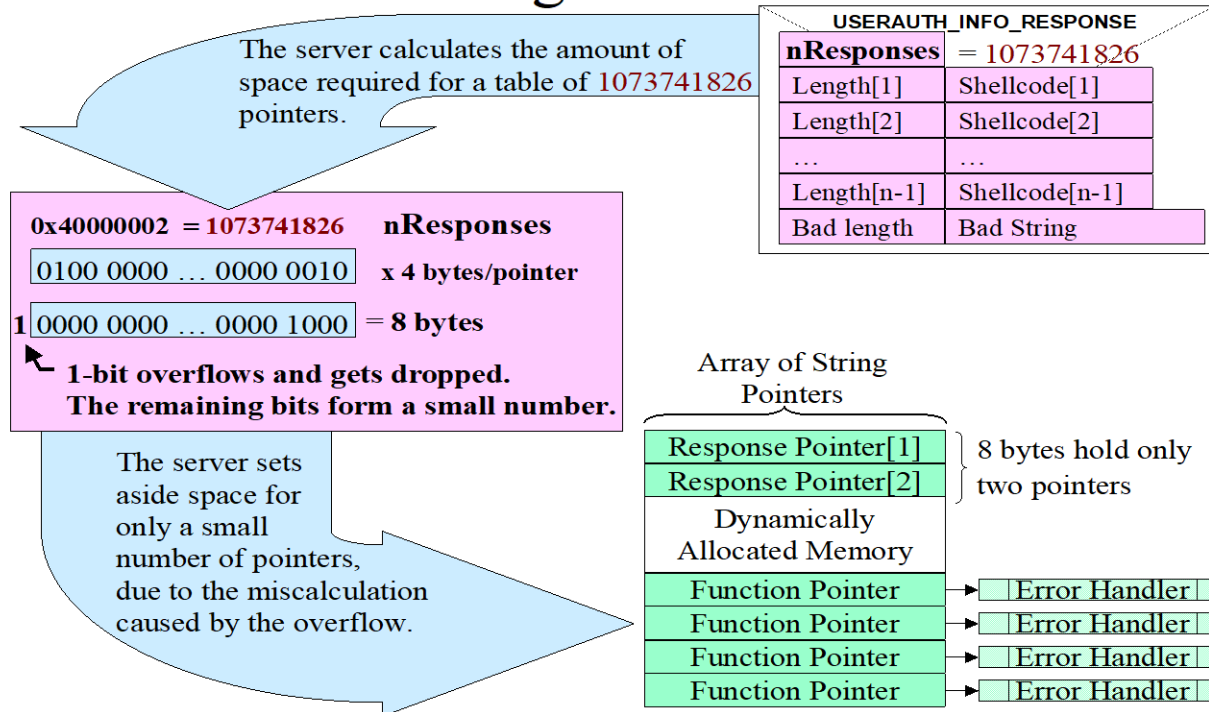 The server calculates the amount of
space required for a table of 1073741826
pointers.
USERAUTH_INFO_RESPONSE
nResponses = 1073741826
Length[1] Shellcode[1]
Length[2] Shellcode[2]
… …
Length[n-1] Shellcode[n-1]
Bad length Bad String
0x40000002 = 1073741826 nResponses
0100 0000 … 0000 0010 x 4 bytes/pointer
1 0000 0000 … 0000 1000 = 8 bytes
1-bit overflows and gets dropped.
The remaining bits form a small number.
The server sets
aside space for
only a small
number of pointers,
due to the miscalculation
caused by the overflow.
Array of String
Pointers
Response Pointer[1]
Response Pointer[2]
8 bytes hold only
two pointers
Dynamically
Allocated Memory
Function Pointer Error Handler
Function Pointer Error Handler
Function Pointer Error Handler
Function Pointer Error Handler